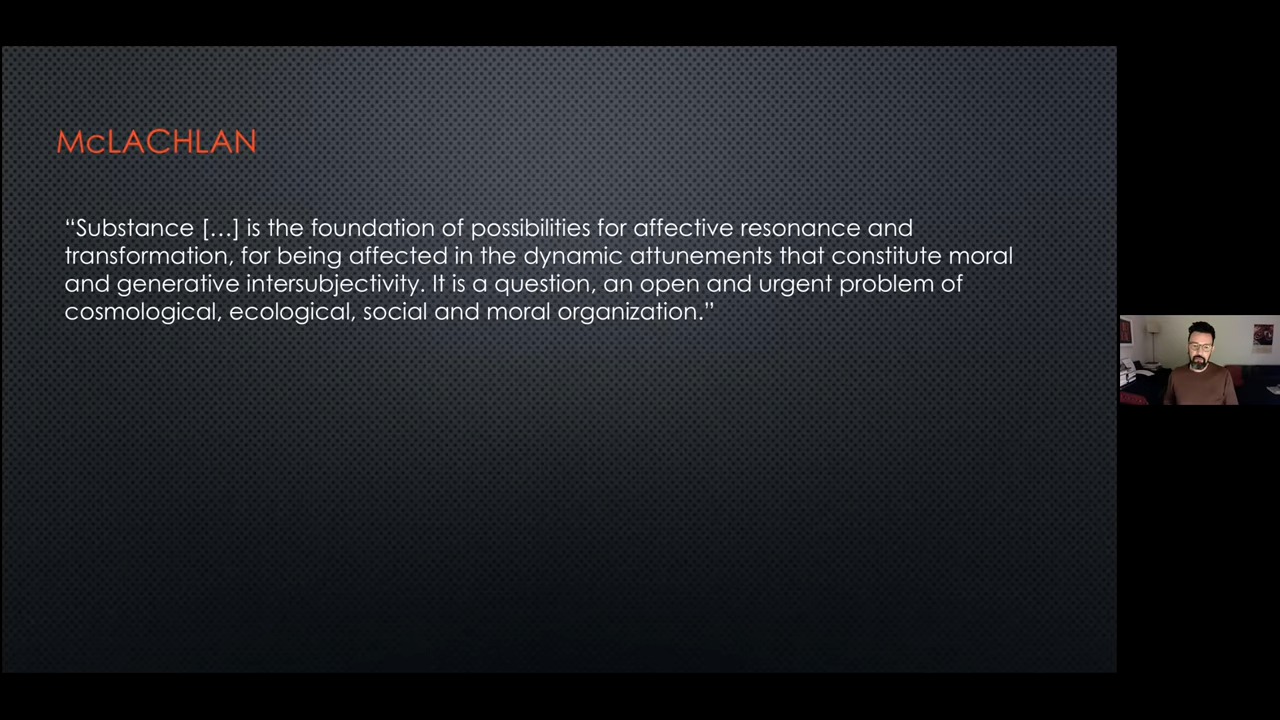 McLACHLAN
“Substance […] is the foundation of possibilities for affective resonance and
transformation, for being affected in the dynamic attunements that constitute moral
and generative intersubjectivity. It is a question, an open and urgent problem of
cosmological, ecological, social and moral organization.”